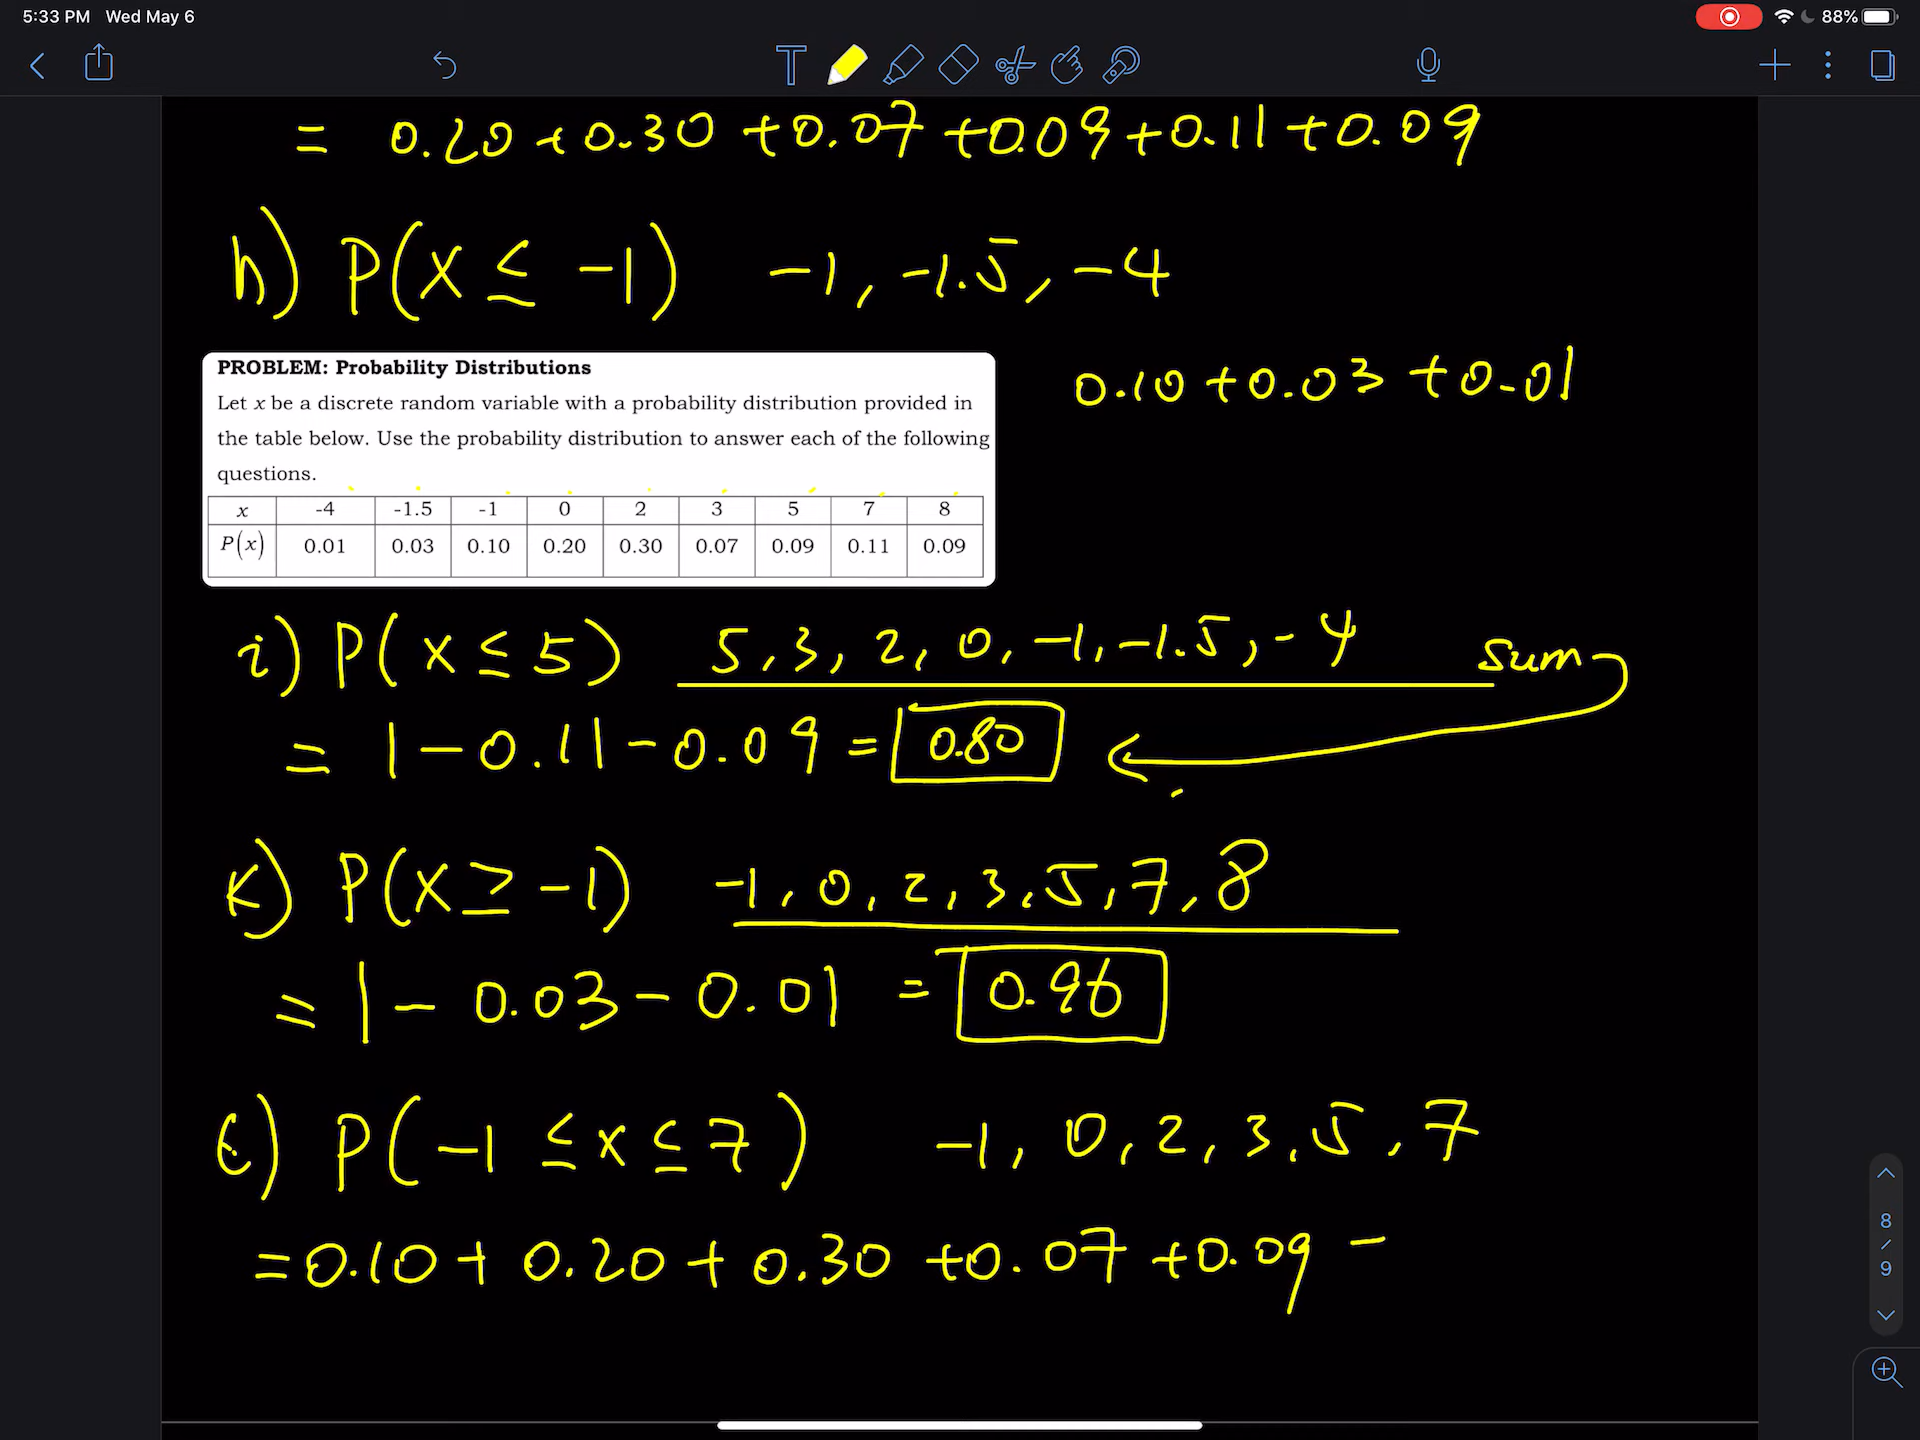 5:33 PM Wed May 6
88%
= 0.20 + 0.30 + 0.07 + 0.09 + 0.11 + 0.09
h) P(x ≤ -1) -1, -1.5, -4
PROBLEM: Probability Distributions
Let x be a discrete random variable with a probability distribution provided in
the table below. Use the probability distribution to answer each of the following
questions.
x -4 -1.5 -1 0 2 3 5 7 8
P(x) 0.01 0.03 0.10 0.20 0.30 0.07 0.09 0.11 0.09
0.10 + 0.03 + 0.01
i) P(x ≤ 5) 5, 3, 2, 0, -1, -1.5, -4 sum
= 1 - 0.11 - 0.09 = 0.80
k) P(x ≥ -1) -1, 0, 2, 3, 5, 7, 8
= 1 - 0.03 - 0.01 = 0.96
P(-1 ≤ x ≤ 7) -1, 0, 2, 3, 5, 7
= 0.10 + 0.20 + 0.30 + 0.07 + 0.09 -
8
/
9